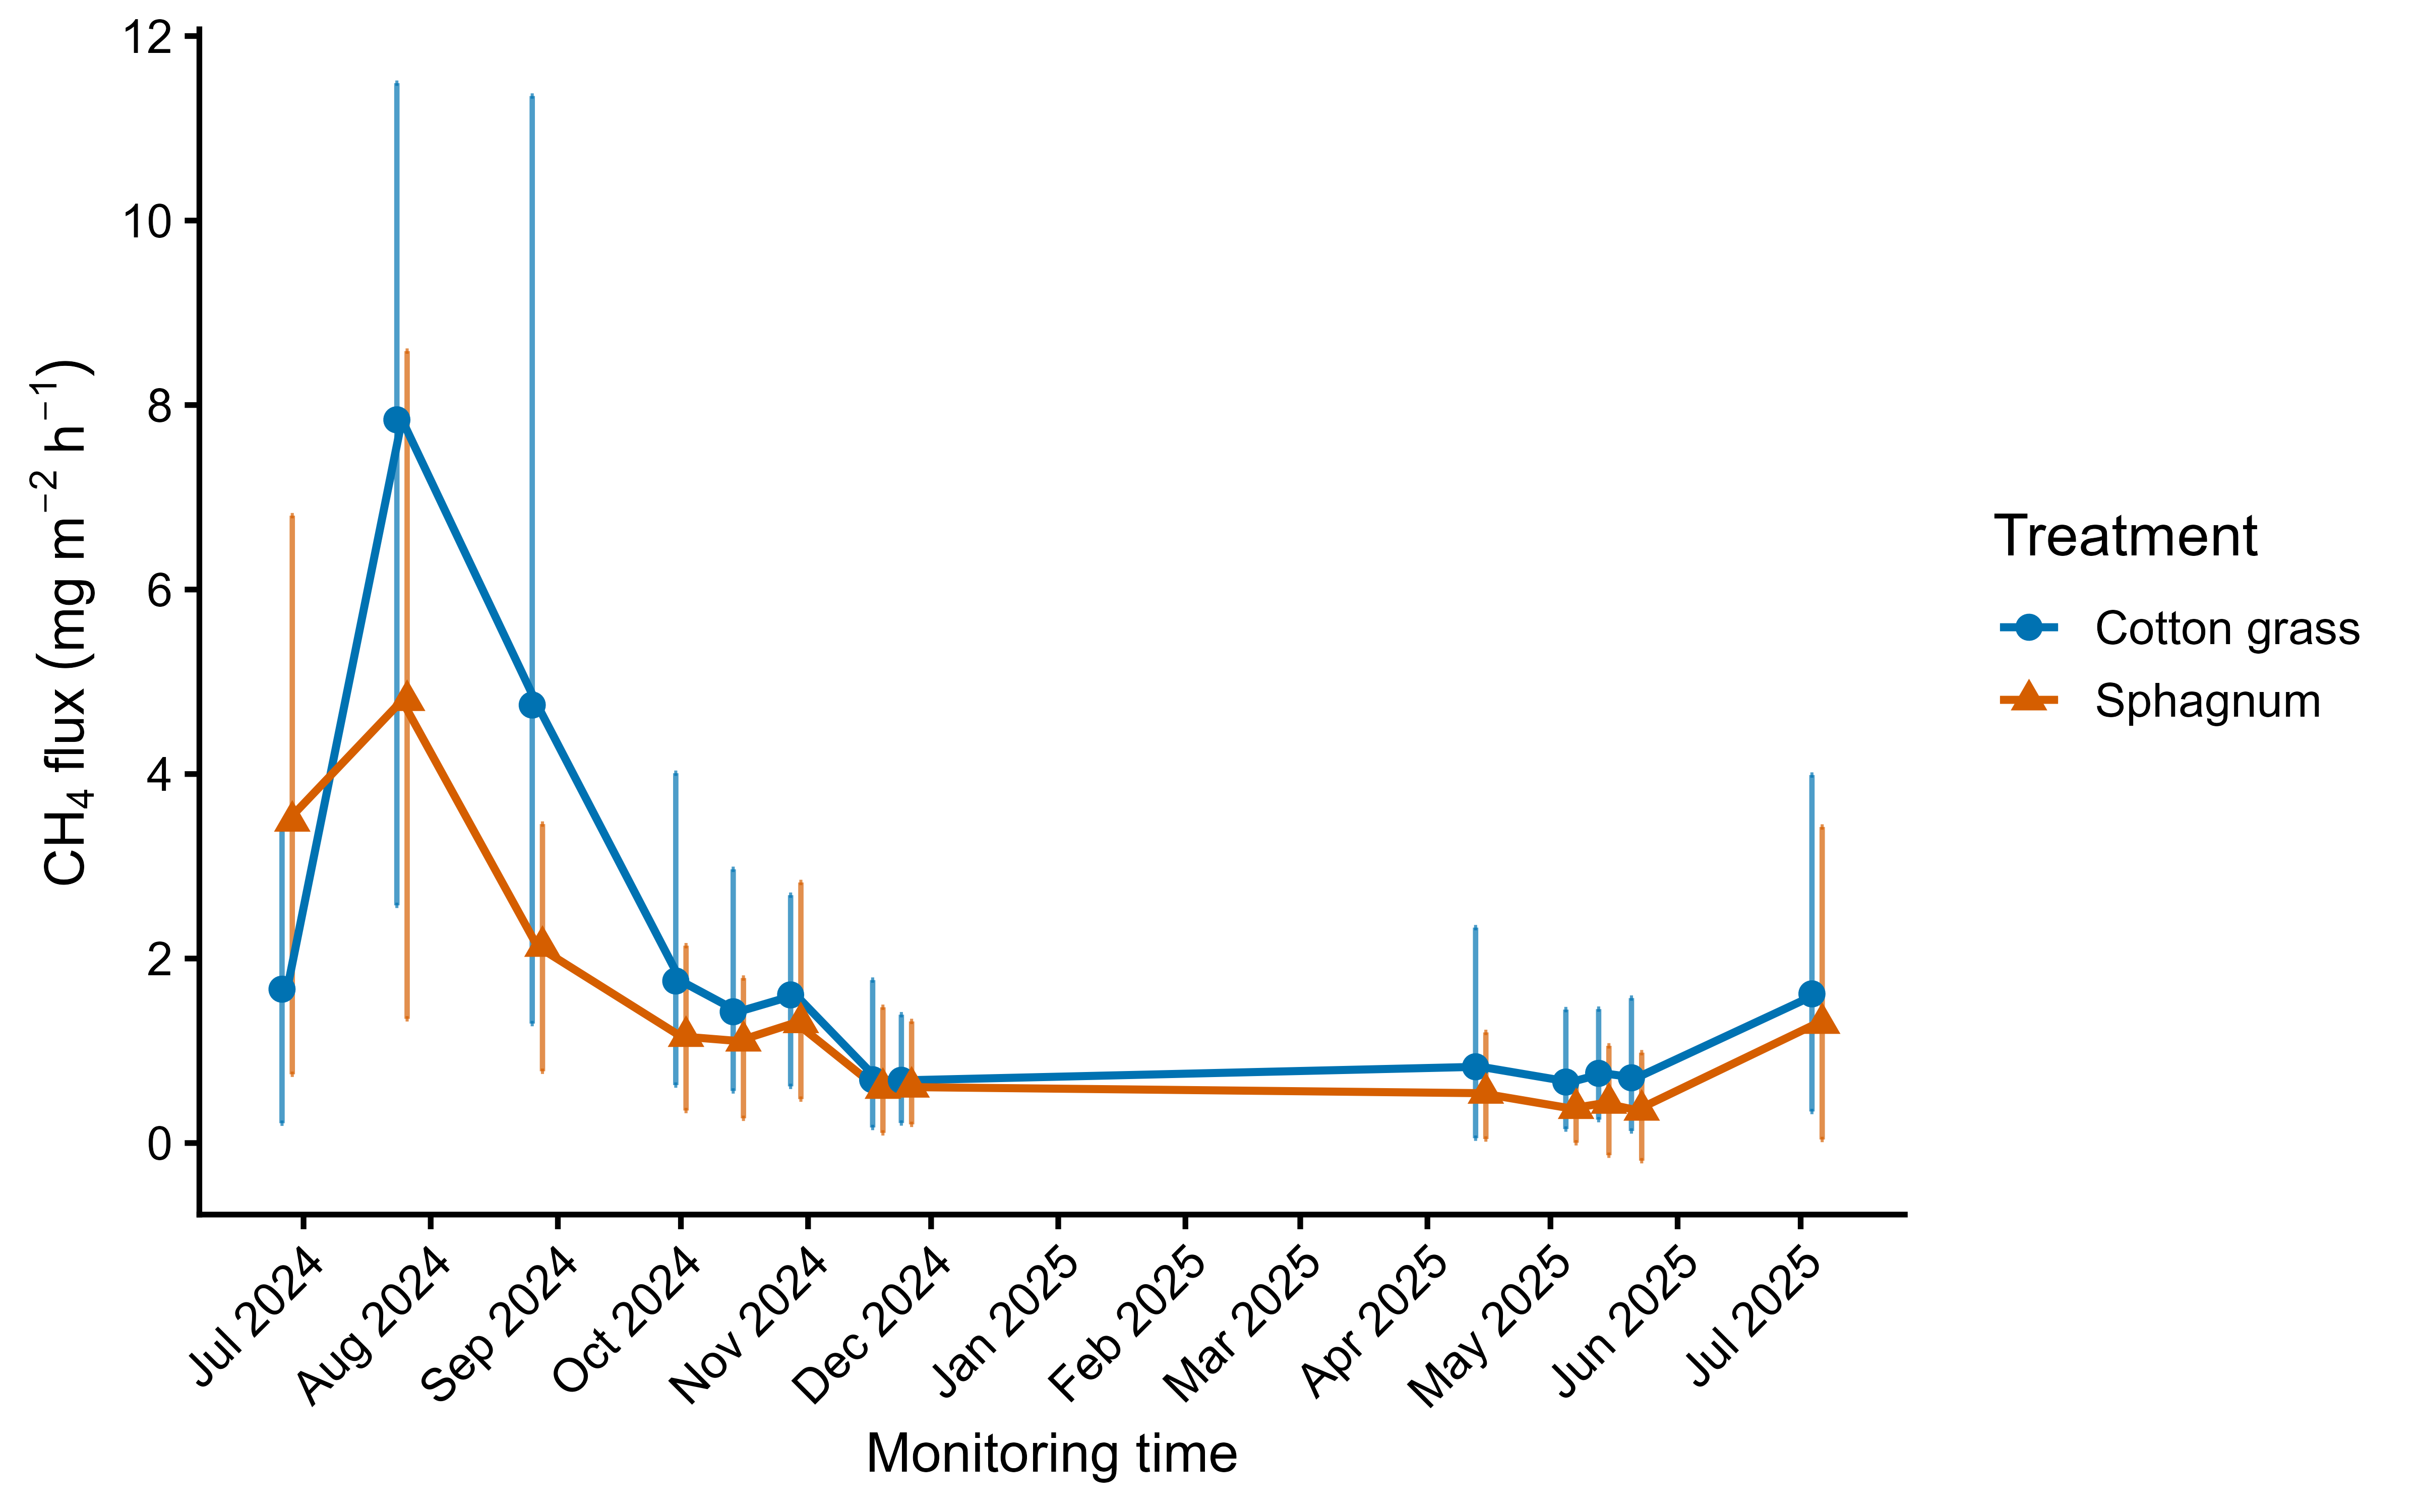 12
10
8
6
4
2
0
CH₄ flux (mg m⁻² h⁻¹)
Jul 2024
Aug 2024
Sep 2024
Oct 2024
Nov 2024
Dec 2024
Jan 2025
Feb 2025
Mar 2025
Apr 2025
May 2025
Jun 2025
Jul 2025
Monitoring time
Treatment
Cotton grass
Sphagnum